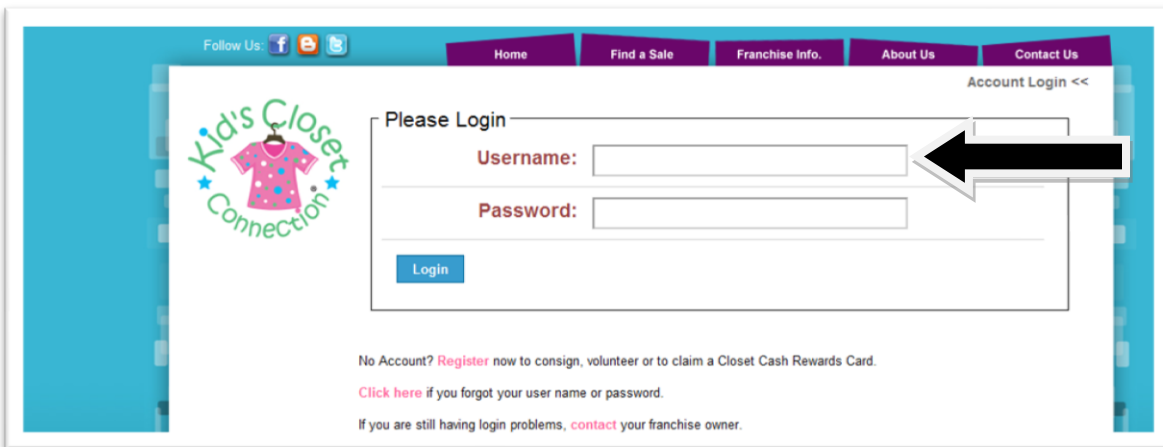 Follow Us:
Home Find a Sale Franchise Info. About Us Contact Us
Account Login <<
Kid's Closet
Connection
Please Login
Username:
Password:
Login
No Account? Register now to consign, volunteer or to claim a Closet Cash Rewards Card.
Click here if you forgot your user name or password.
If you are still having login problems, contact your franchise owner.